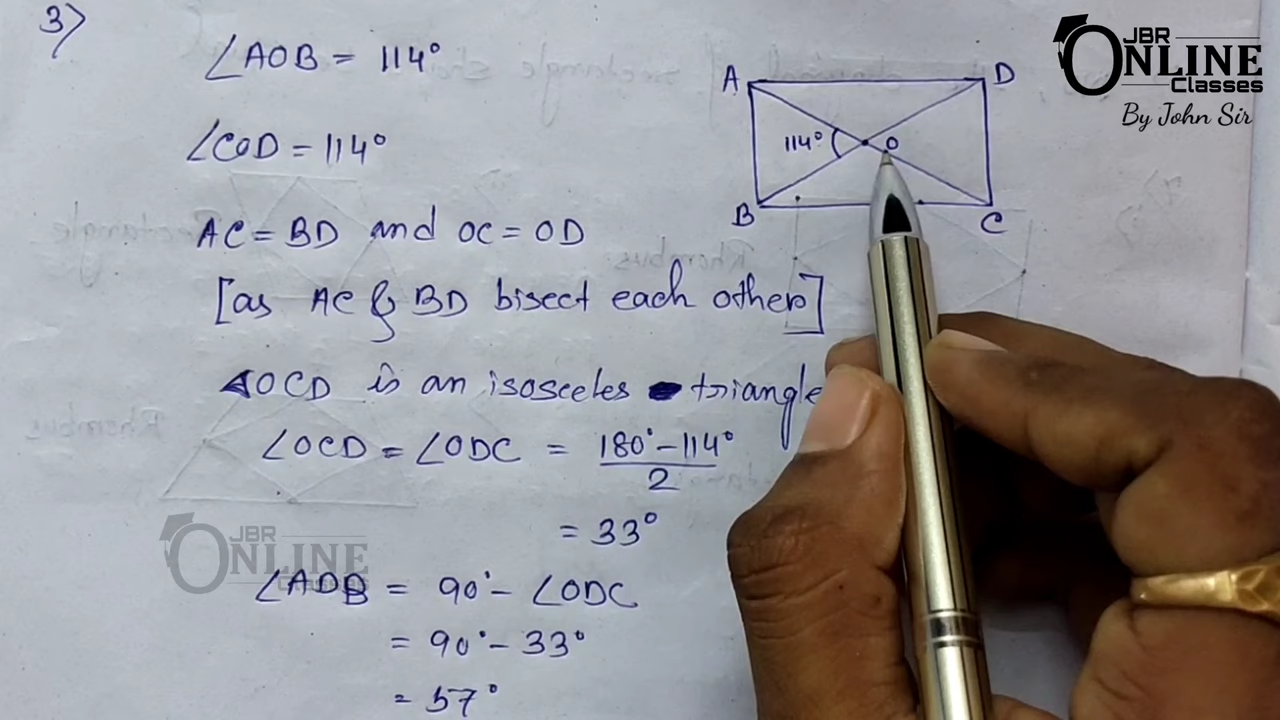 3)
∠AOB = 114°
∠COD = 114°
AC = BD and OC = OD
[as AC & BD bisect each other]
△OCD is an isosceles triangle
∠OCD = ∠ODC = 180° - 114° / 2
= 33°
∠ADB = 90° - ∠ODC
= 90° - 33°
= 57°
A D
114° O
B C
JBR
ONLINE
Classes
By John Sir
JBR
ONLINE
Classes